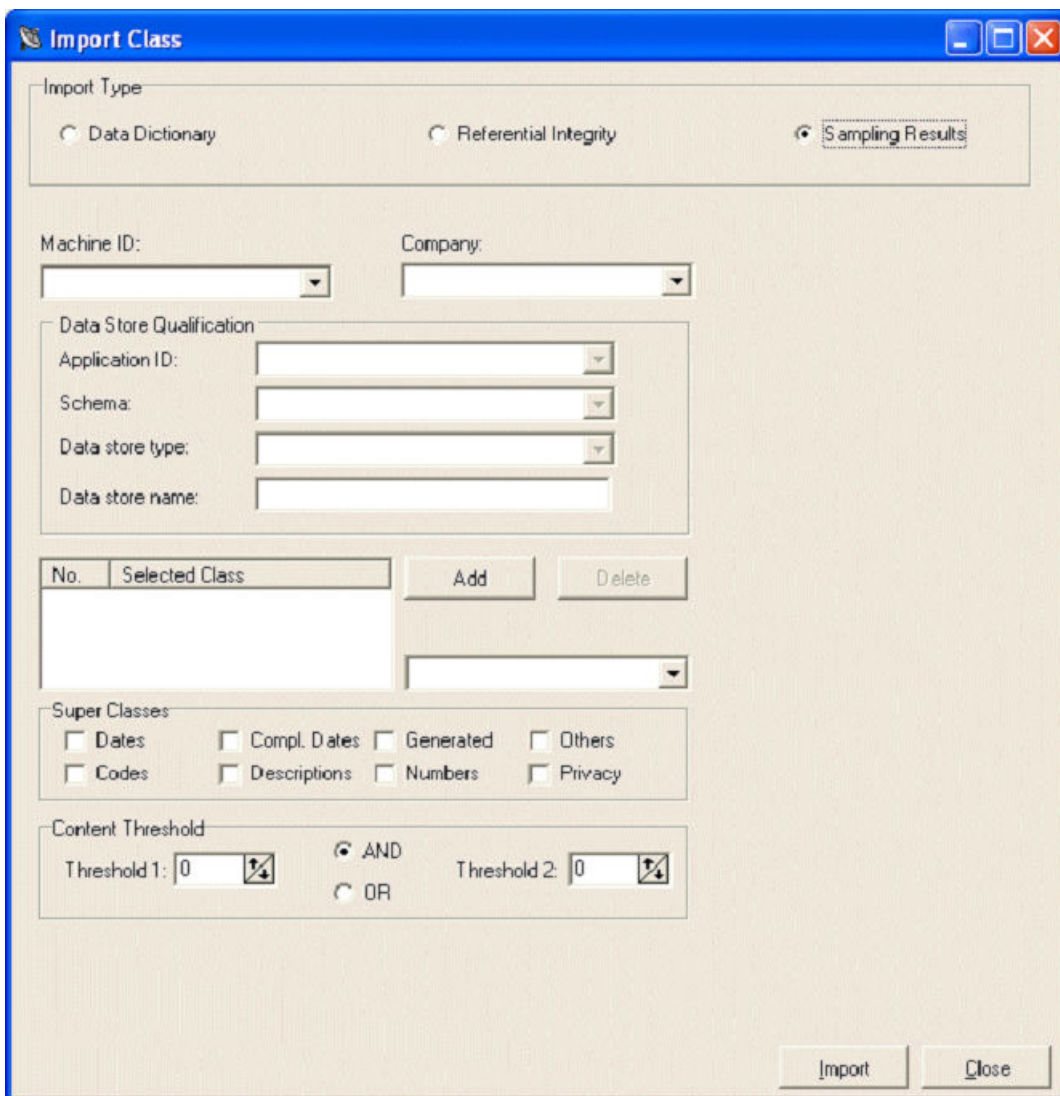 Import Class
Import Type
Data Dictionary Referential Integrity Sampling Results
Machine ID: Company:
Data Store Qualification
Application ID:
Schema:
Data store type:
Data store name:
No. Selected Class Add Delete
Super Classes
Dates Compl. Dates Generated Others
Codes Descriptions Numbers Privacy
Content Threshold
AND
Threshold 1: 0 Threshold 2: 0
OR
Import Close